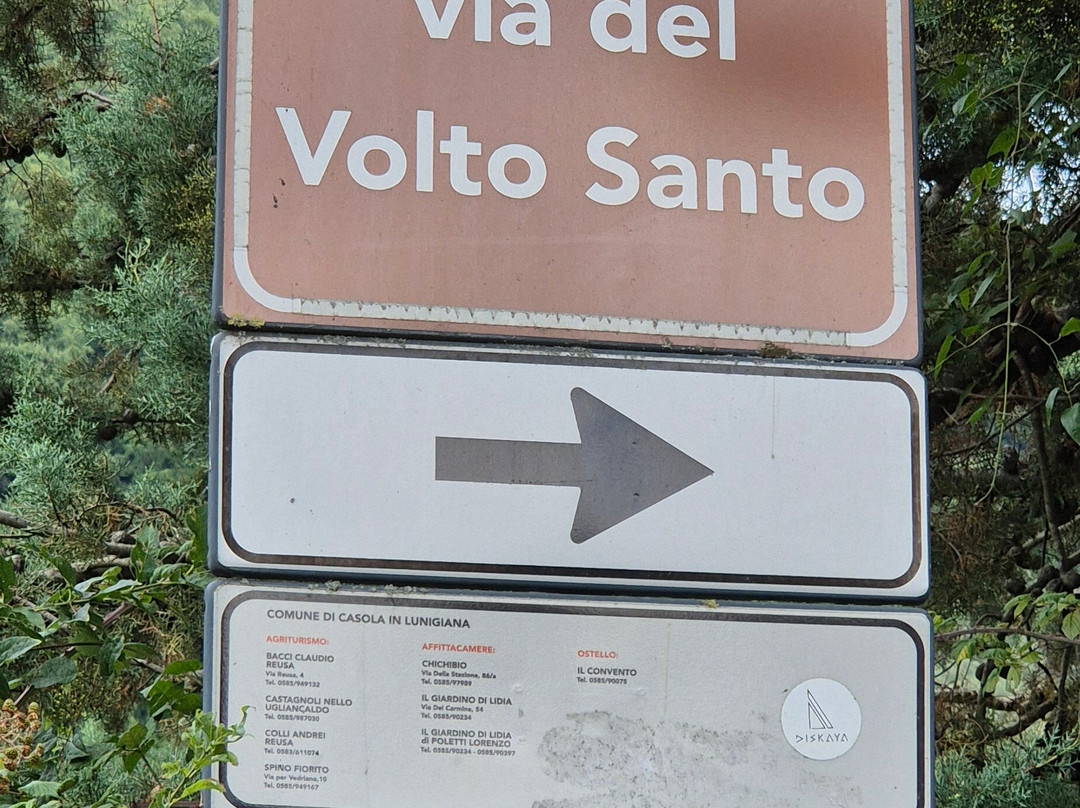 via del
Volto Santo
COMUNE DI CASOLA IN LUNIGIANA
AGRITURISMO:
BACCI CLAUDIO
REUSA
Via Reusa, 4
Tel. 0585/949132
CASTAGNOLI NELLO
UGLIANCALDO
Tel. 0585/987030
COLLI ANDREI
REUSA
Tel. 0583/611074
SPINO FIORITO
Via per Vedriano,10
Tel. 0585/949167
AFFITTACAMERE:
CHICHIBIO
Via Della Stazione, 86/a
Tel. 0585/97989
IL GIARDINO DI LIDIA
Via Del Carmine, 54
Tel. 0585/90234
IL GIARDINO DI LIDIA
di POLETTI LORENZO
Tel. 0585/90234 - 0585/90397
OSTELLO:
IL CONVENTO
Tel. 0585/90075
DISKAYA